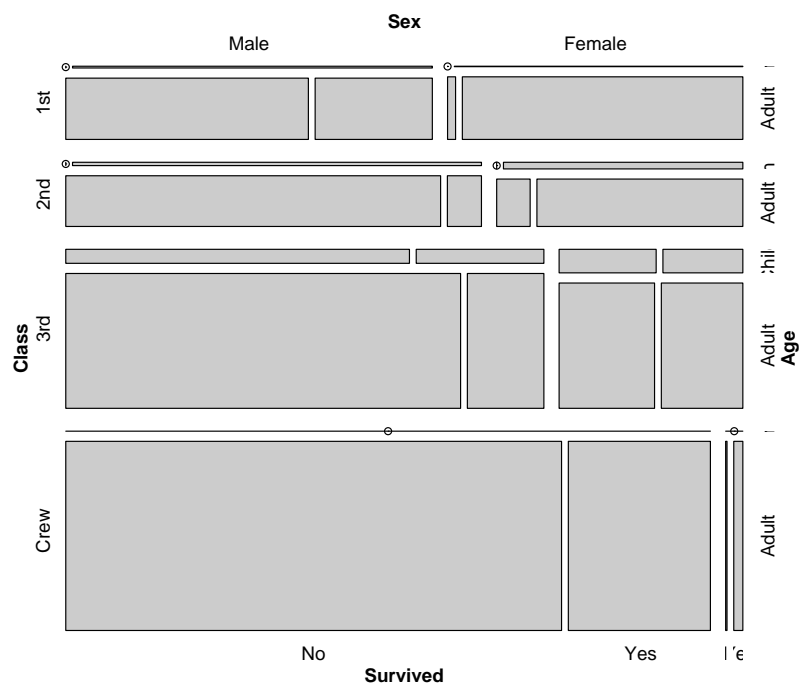 Sex
Male Female
1st Adult
2nd Adult
Class 3rd Adult Age
Crew Adult
No Yes
Survived